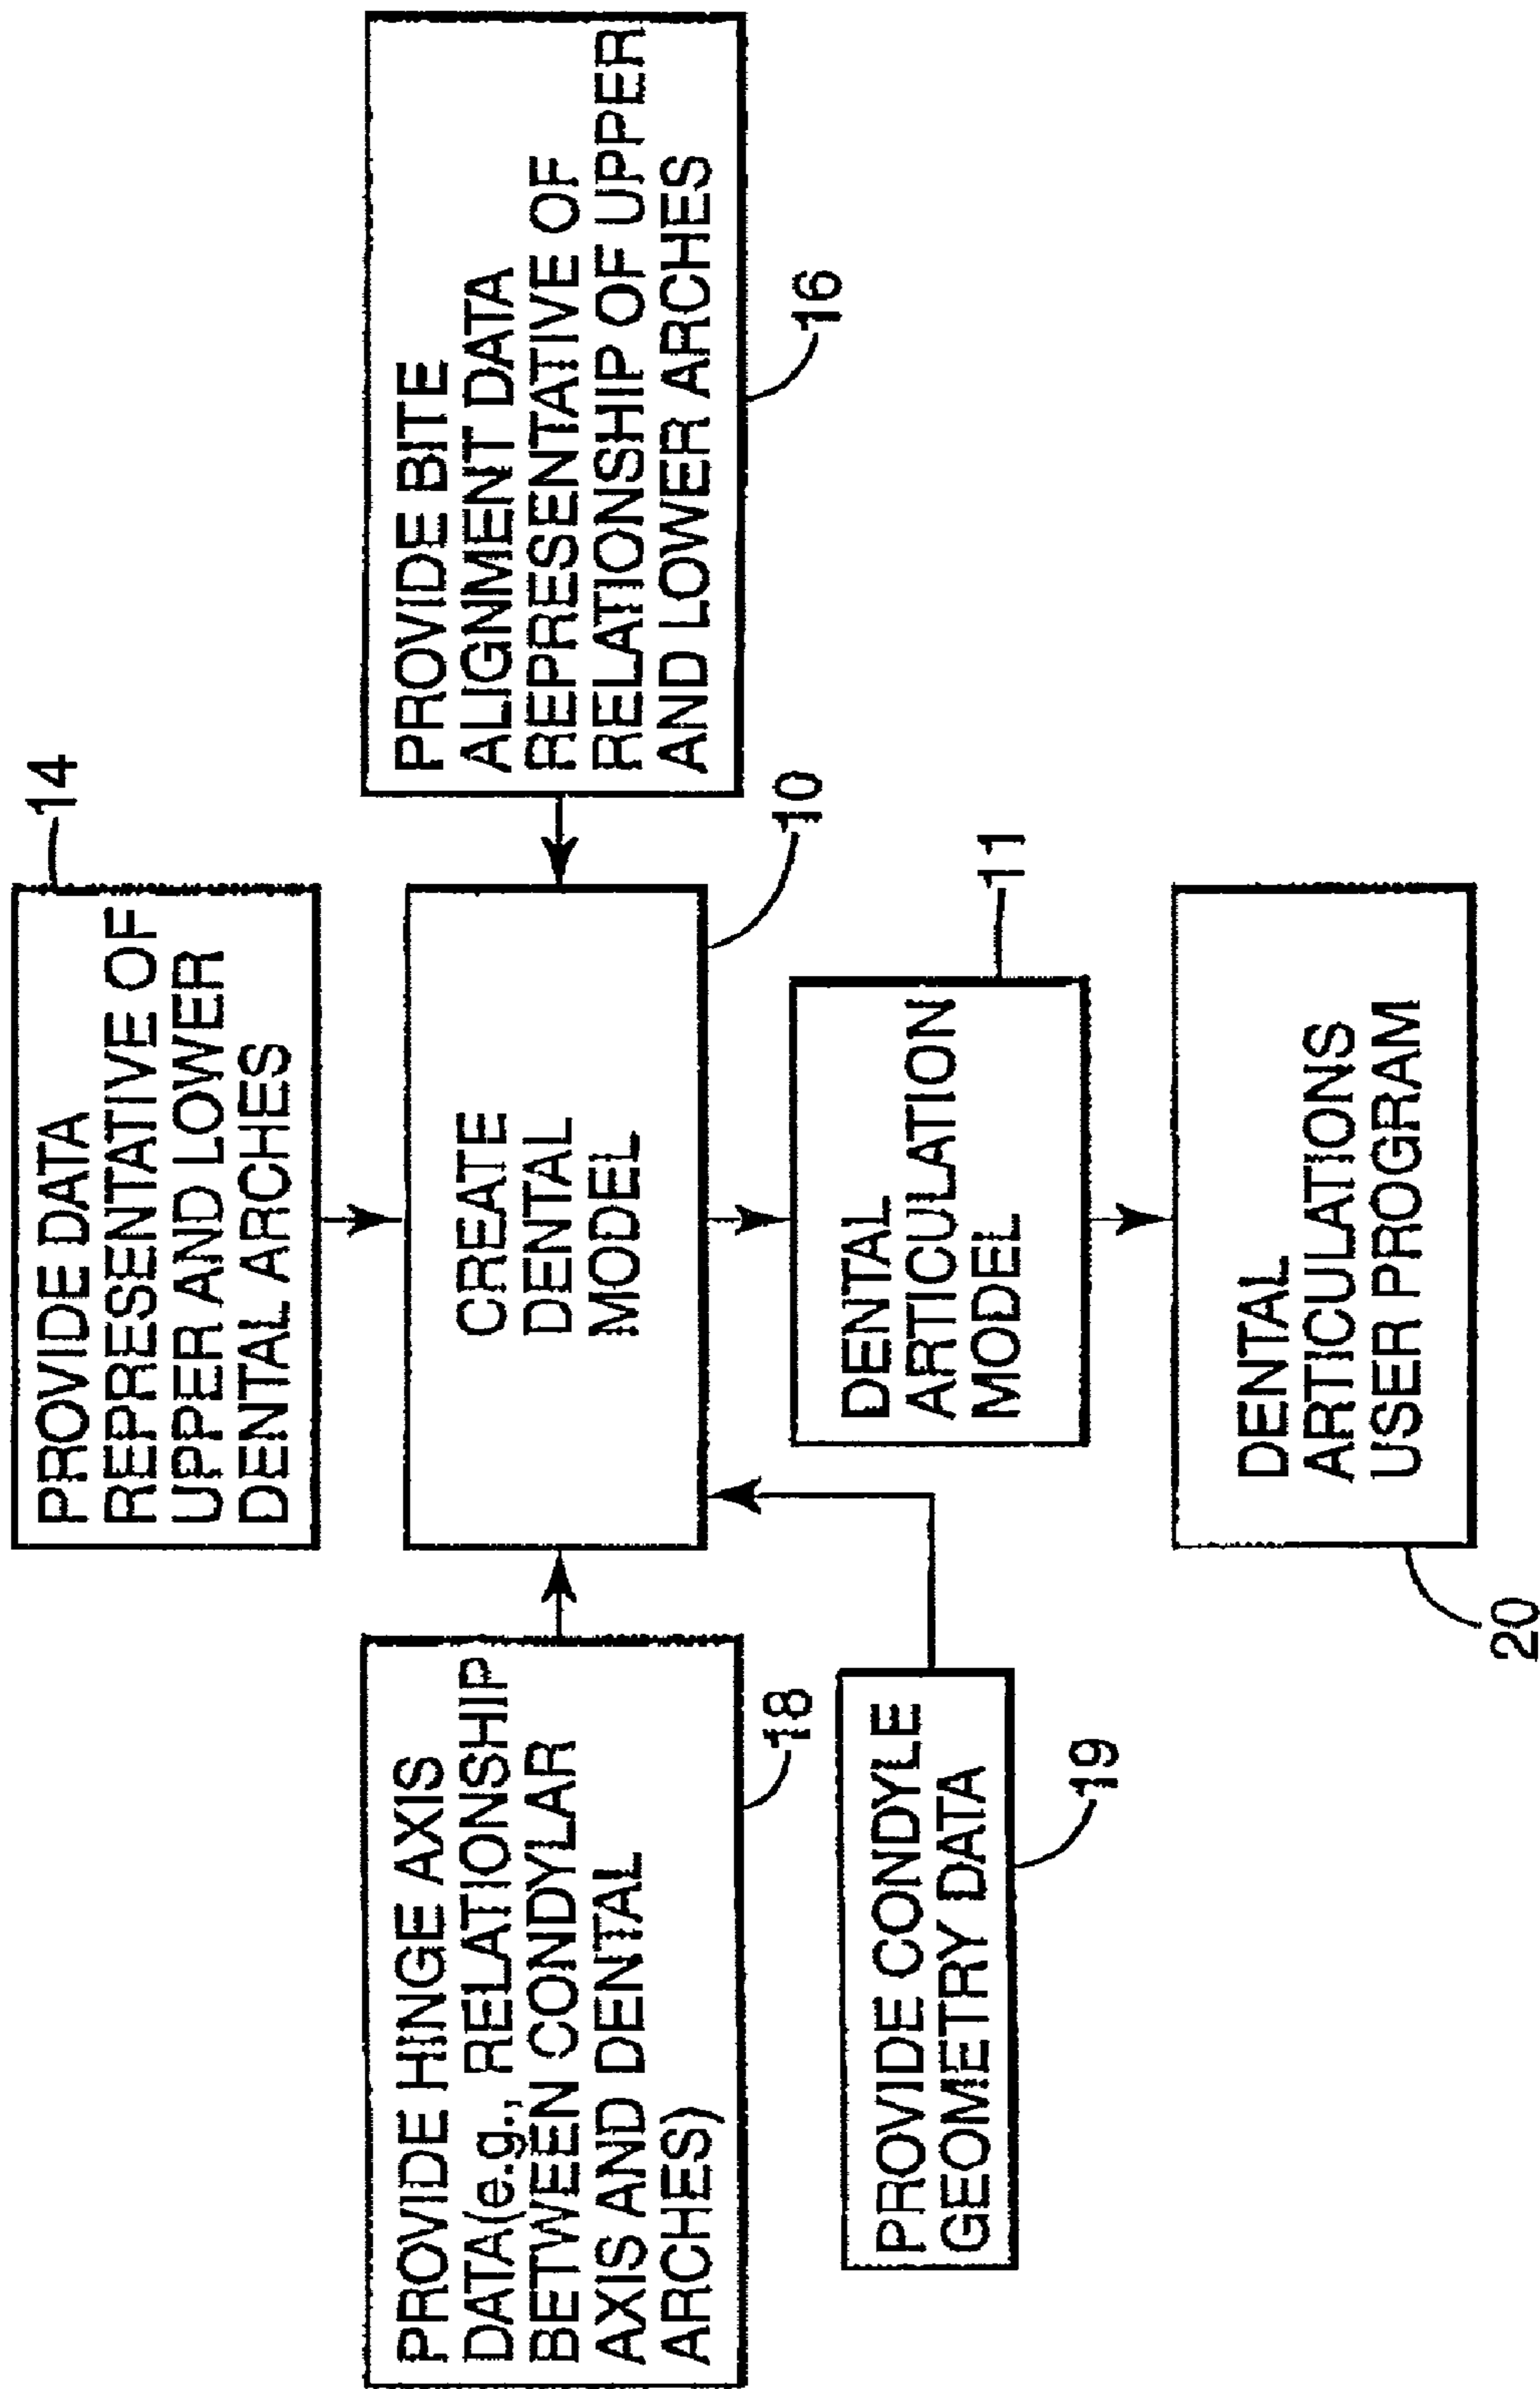 PROVIDE DATA
REPRESENTATIVE OF
UPPER AND LOWER
DENTAL ARCHES
14
PROVIDE HINGE AXIS
DATA(e.g., RELATIONSHIP
BETWEEN CONDYLAR
AXIS AND DENTAL
ARCHES)
18
CREATE
DENTAL
MODEL
10
PROVIDE BITE
ALIGNMENT DATA
REPRESENTATIVE OF
RELATIONSHIP OF UPPER
AND LOWER ARCHES
16
PROVIDE CONDYLE
GEOMETRY DATA
19
DENTAL
ARTICULATION
MODEL
11
DENTAL
ARTICULATIONS
USER PROGRAM
20